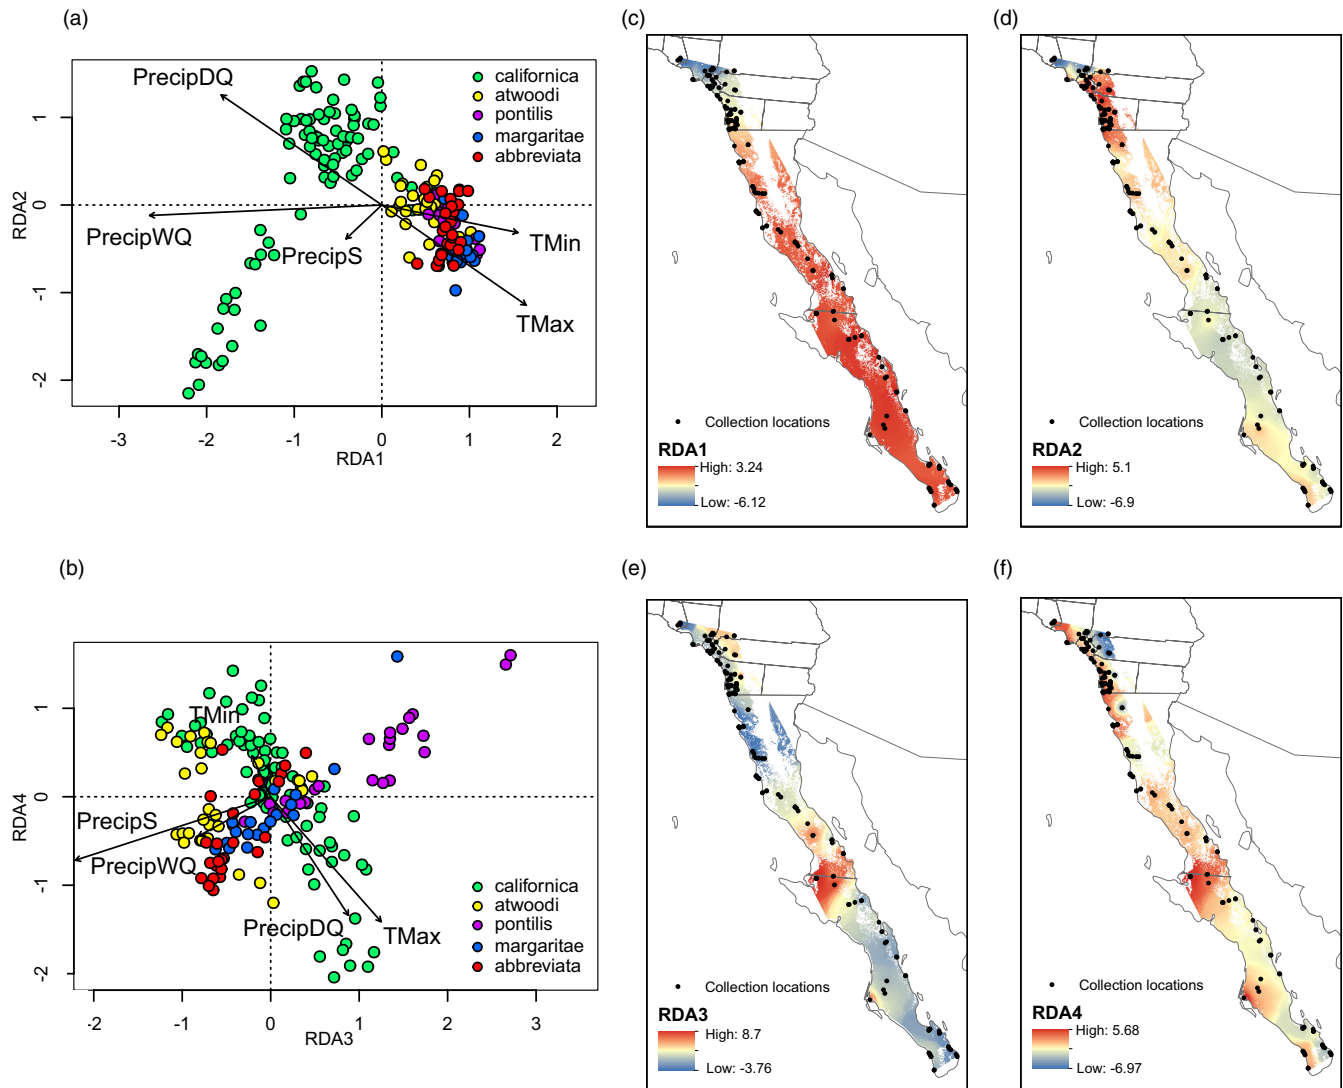 (a)
PrecipDQ
PrecipWQ
PrecipS
TMin
TMax
californica
atwoodi
pontilis
margaritae
abbreviata
RDA2
1
0
-1
-2
-3
-2
-1
0
1
2
RDA1
(c)
Collection locations
RDA1
High: 3.24
Low: -6.12
(d)
Collection locations
RDA2
High: 5.1
Low: -6.9
(b)
TMin
PrecipS
PrecipWQ
PrecipDQ
TMax
californica
atwoodi
pontilis
margaritae
abbreviata
RDA4
1
0
-1
-2
-2
-1
0
1
2
3
RDA3
(e)
Collection locations
RDA3
High: 8.7
Low: -3.76
(f)
Collection locations
RDA4
High: 5.68
Low: -6.97